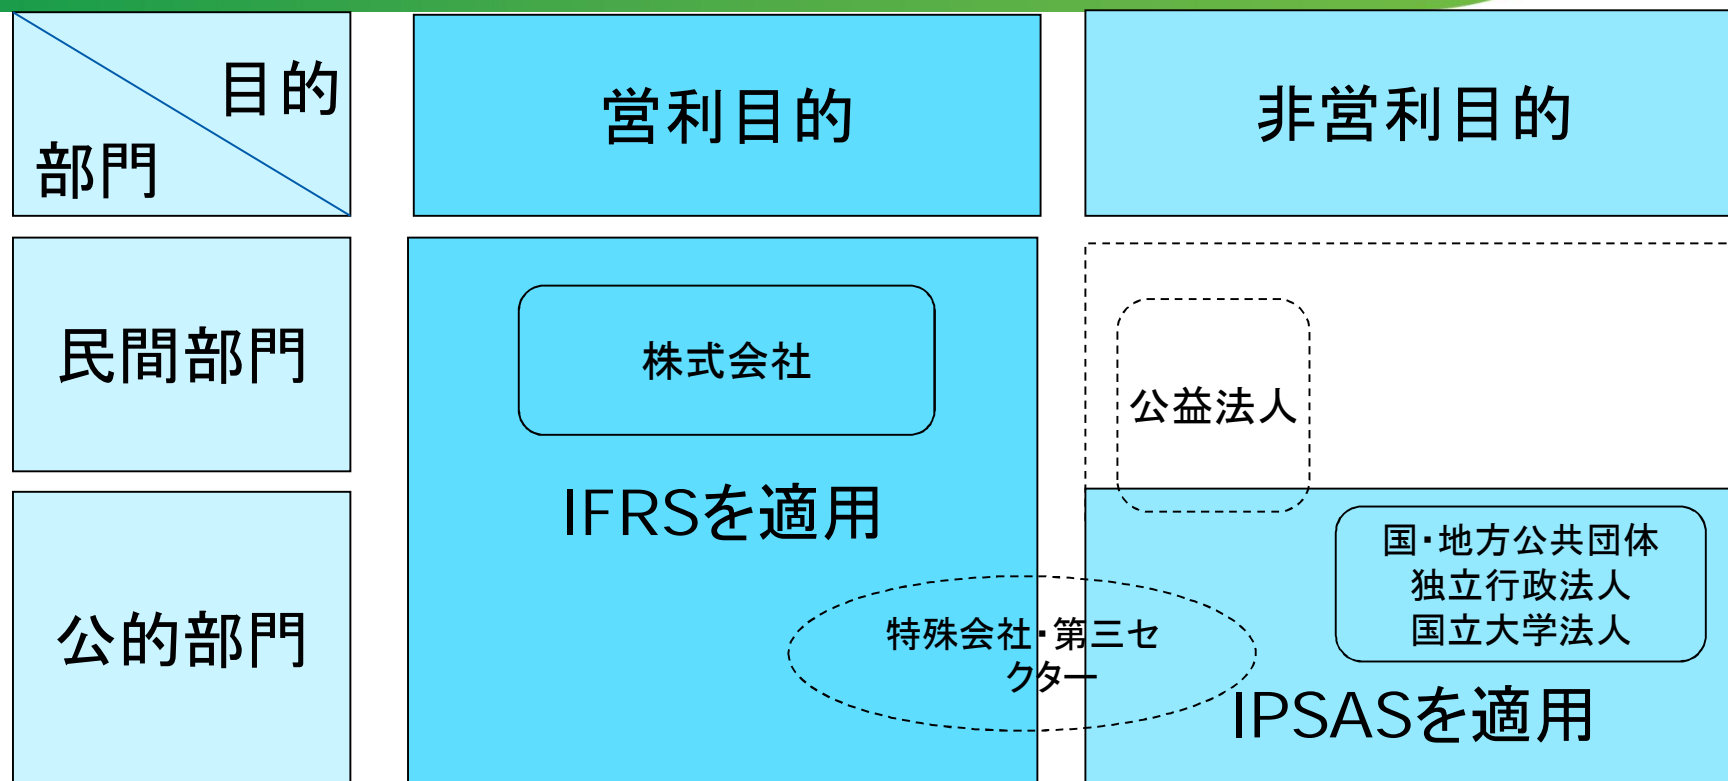 目的
部門
営利目的
非営利目的
民間部門
株式会社
公益法人
IFRSを適用
公的部門
特殊会社・第三セ
クター
国・地方公共団体
独立行政法人
国立大学法人
IPSASを適用